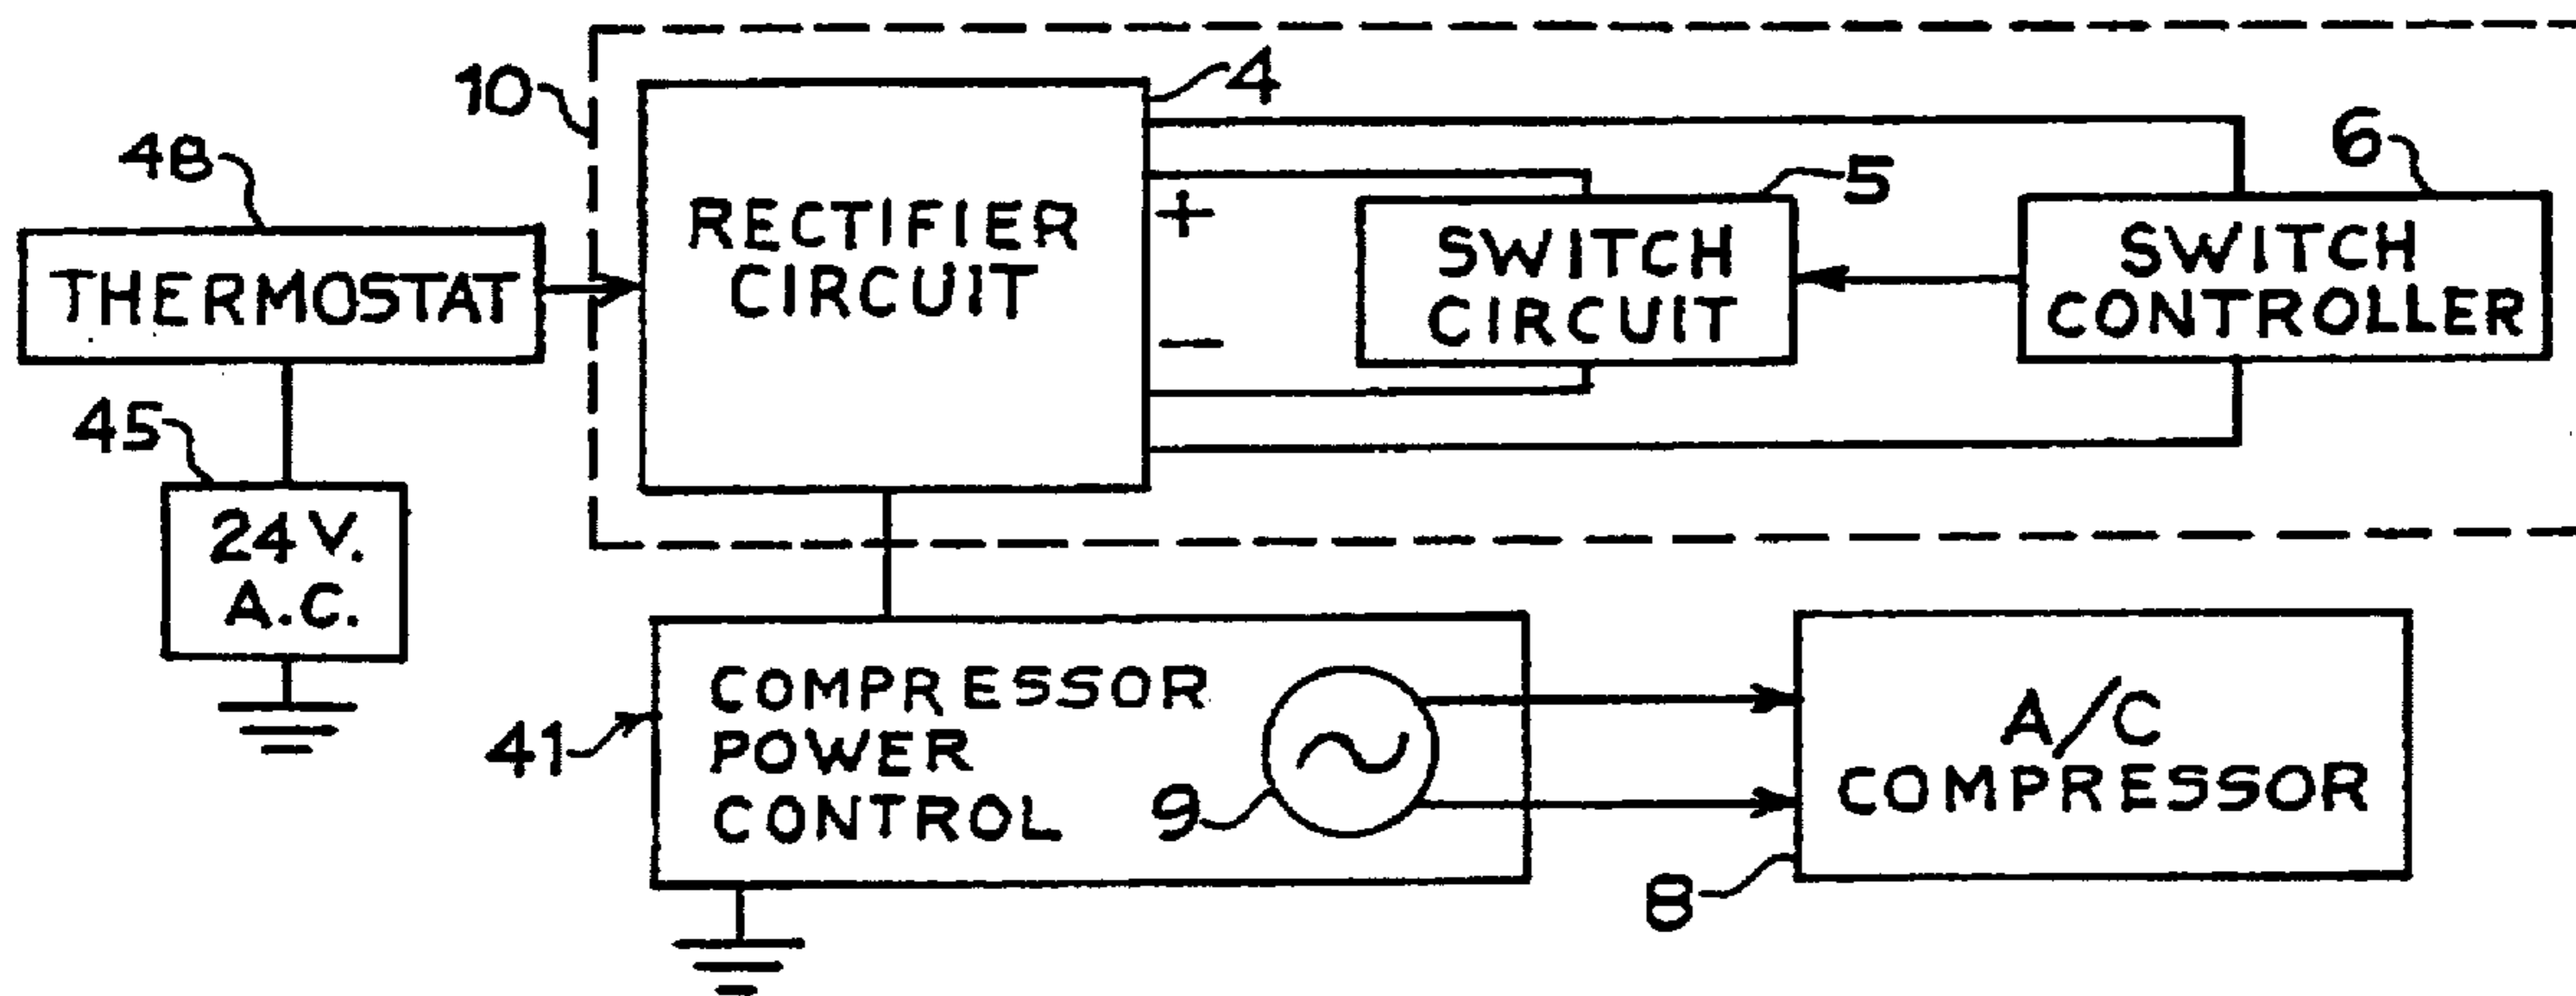 10
4
48
6
5
RECTIFIER
CIRCUIT
+
−
SWITCH
CIRCUIT
SWITCH
CONTROLLER
THERMOSTAT
45
24 V.
A.C.
41
COMPRESSOR
POWER
CONTROL
9
A/C
COMPRESSOR
8